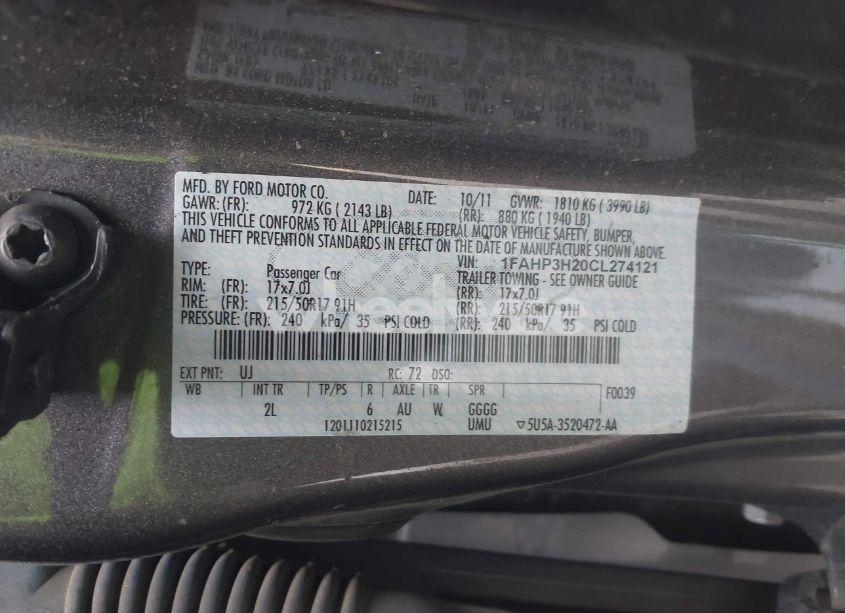 MFD. BY FORD MOTOR CO. DATE: 10/11 GVWR: 1810 KG ( 3990 LB)
GAWR: (FR): 972 KG ( 2143 LB) (RR): 880 KG ( 1940 LB)
THIS VEHICLE CONFORMS TO ALL APPLICABLE FEDERAL MOTOR VEHICLE SAFETY, BUMPER,
AND THEFT PREVENTION STANDARDS IN EFFECT ON THE DATE OF MANUFACTURE SHOWN ABOVE.
VIN: 1FAHP3H20CL274121
TYPE: Passenger Car TRAILER TOWING - SEE OWNER GUIDE
RIM: (FR): 17x7.0J (RR): 17x7.0J
TIRE: (FR): 215/50R17 91H (RR): 215/50R17 91H
PRESSURE: (FR): 240 kPa/ 35 PSI COLD (RR): 240 kPa/ 35 PSI COLD
EXT PNT: UJ RC: 72 DSO:
WB INT TR TP/PS R AXLE TR SPR F0039
2L 6 AU W GGGG
1201110215215 UMU ▽5U5A-3520472-AA